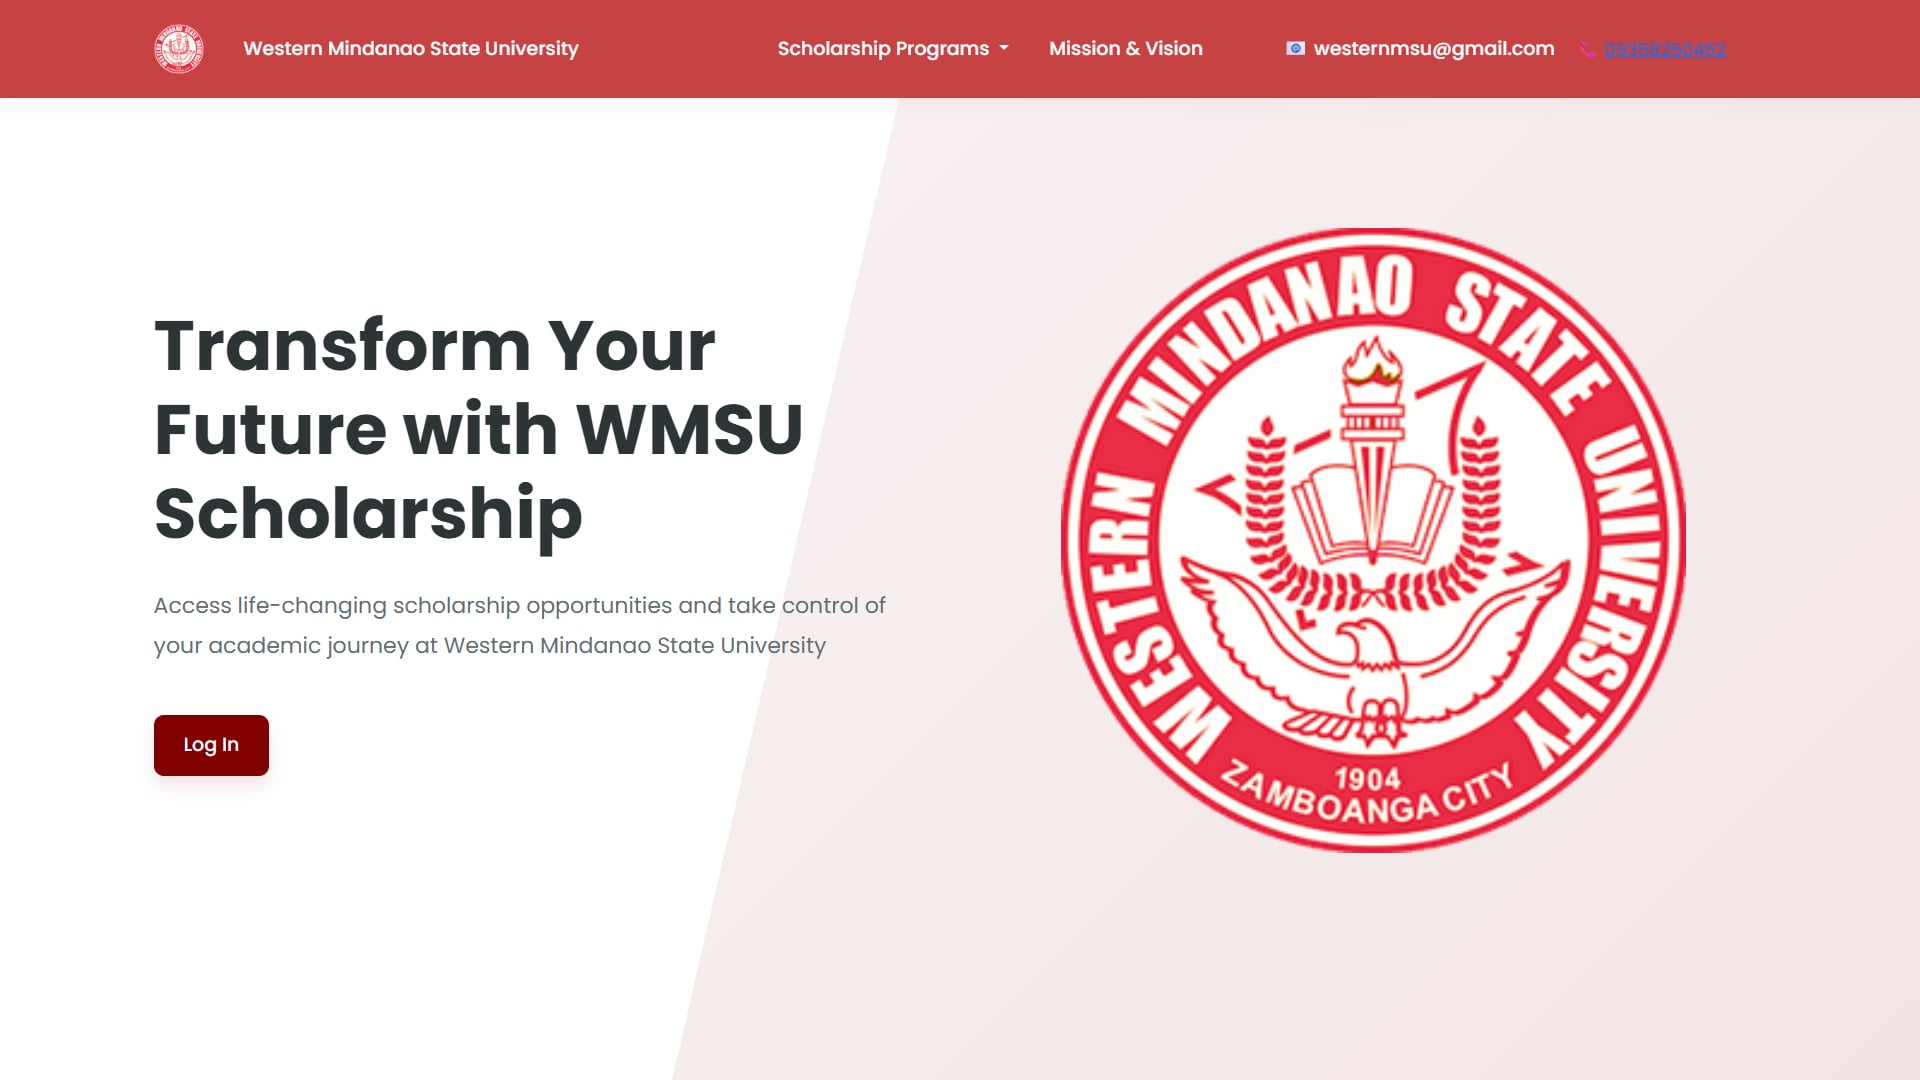 Western Mindanao State University
Scholarship Programs
Mission & Vision
westernmsu@gmail.com
09358250452
Transform Your
Future with WMSU
Scholarship
Access life-changing scholarship opportunities and take control of
your academic journey at Western Mindanao State University
Log In
WESTERN MINDANAO STATE UNIVERSITY
1904
ZAMBOANGA CITY